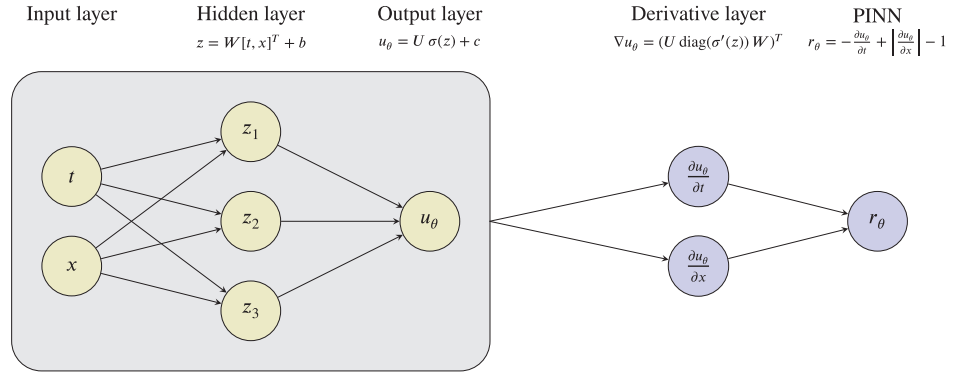 Input layer
Hidden layer
z = W[t, x]^T + b
Output layer
u_θ = U σ(z) + c
Derivative layer
∇u_θ = (U diag(σ′(z)) W)^T
PINN
r_θ = −∂u_θ/∂t + |∂u_θ/∂x| − 1
t
x
z_1
z_2
z_3
u_θ
∂u_θ/∂t
∂u_θ/∂x
r_θ